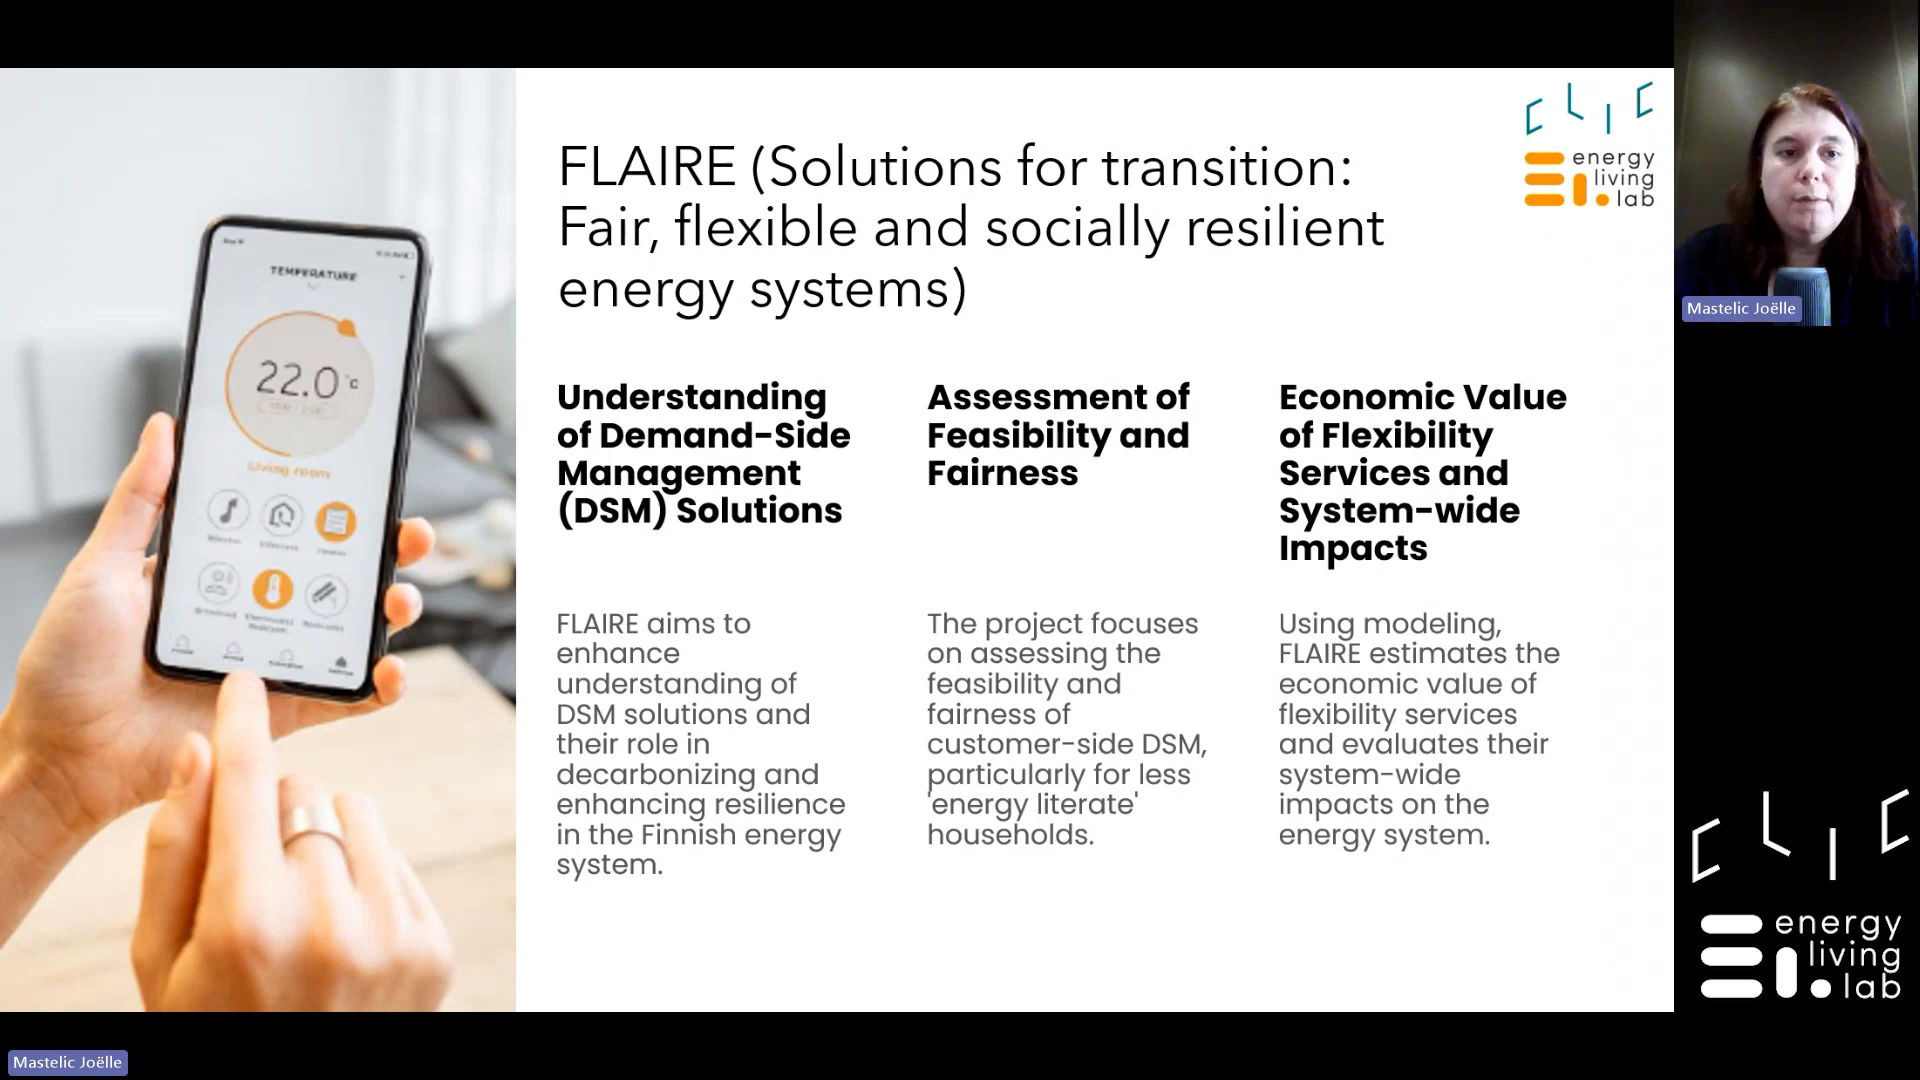 FLAIRE (Solutions for transition:
Fair, flexible and socially resilient
energy systems)
CLIC
energy
living
lab
Mastelic Joëlle
TEMPERATURE
22.0 °C
Living room
Understanding
of Demand-Side
Management
(DSM) Solutions
FLAIRE aims to
enhance
understanding of
DSM solutions and
their role in
decarbonizing and
enhancing resilience
in the Finnish energy
system.
Assessment of
Feasibility and
Fairness
The project focuses
on assessing the
feasibility and
fairness of
customer-side DSM,
particularly for less
'energy literate'
households.
Economic Value
of Flexibility
Services and
System-wide
Impacts
Using modeling,
FLAIRE estimates the
economic value of
flexibility services
and evaluates their
system-wide
impacts on the
energy system.
CLIC
energy
living
lab
Mastelic Joëlle